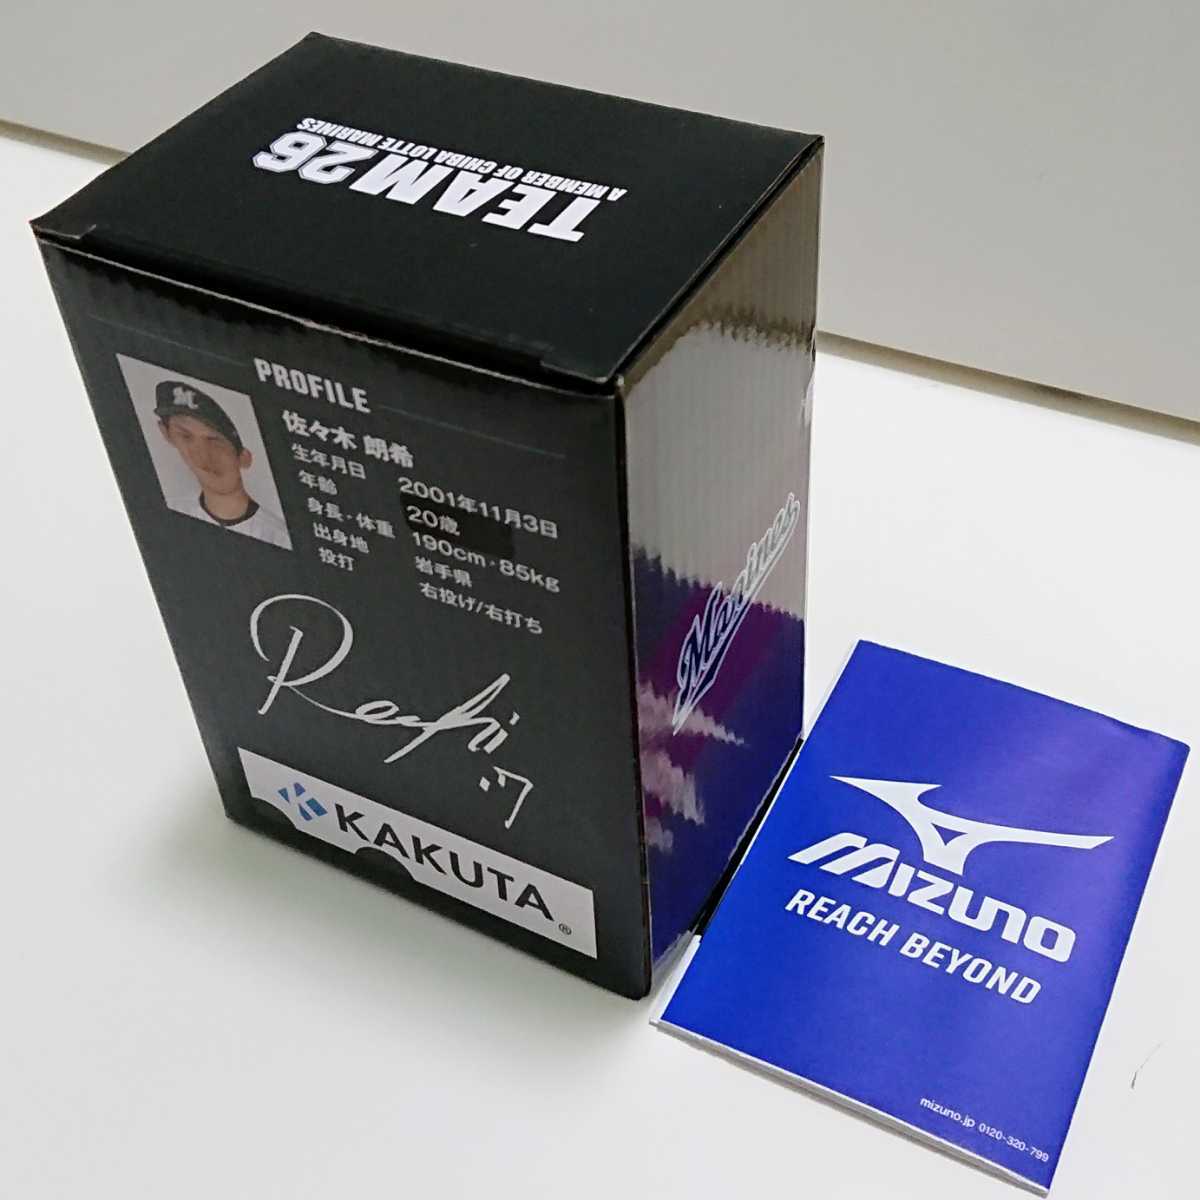 TEAM26
A MEMBER OF CHIBA LOTTE MARINES
PROFILE
M
佐々木 朗希
生年月日 2001年11月3日
年齢 20歳
身長・体重 190cm・85kg
出身地 岩手県
投打 右投げ/右打ち
Roki
17
KAKUTA®
Marines
MIZUNO
REACH BEYOND
mizuno.jp 0120-320-799